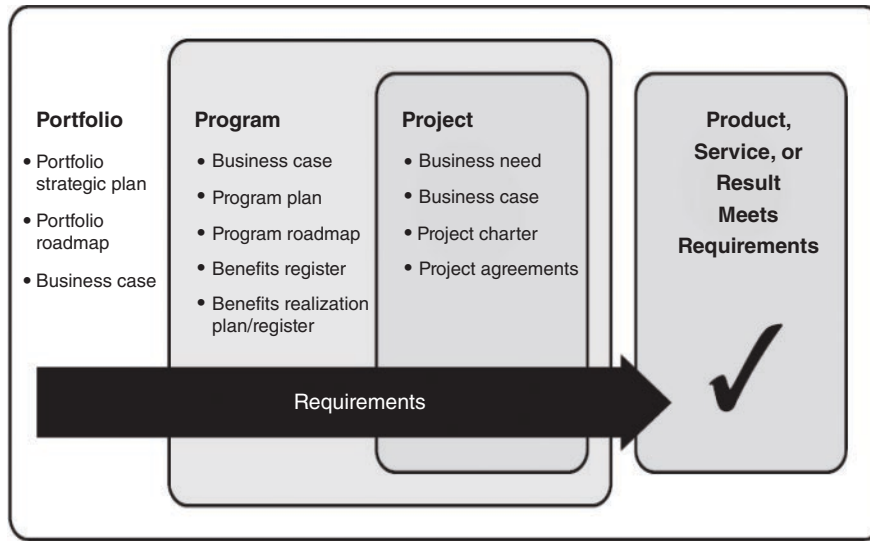 Portfolio
• Portfolio
strategic plan
• Portfolio
roadmap
• Business case
Program
• Business case
• Program plan
• Program roadmap
• Benefits register
• Benefits realization
plan/register
Project
• Business need
• Business case
• Project charter
• Project agreements
Product,
Service, or
Result
Meets
Requirements
Requirements